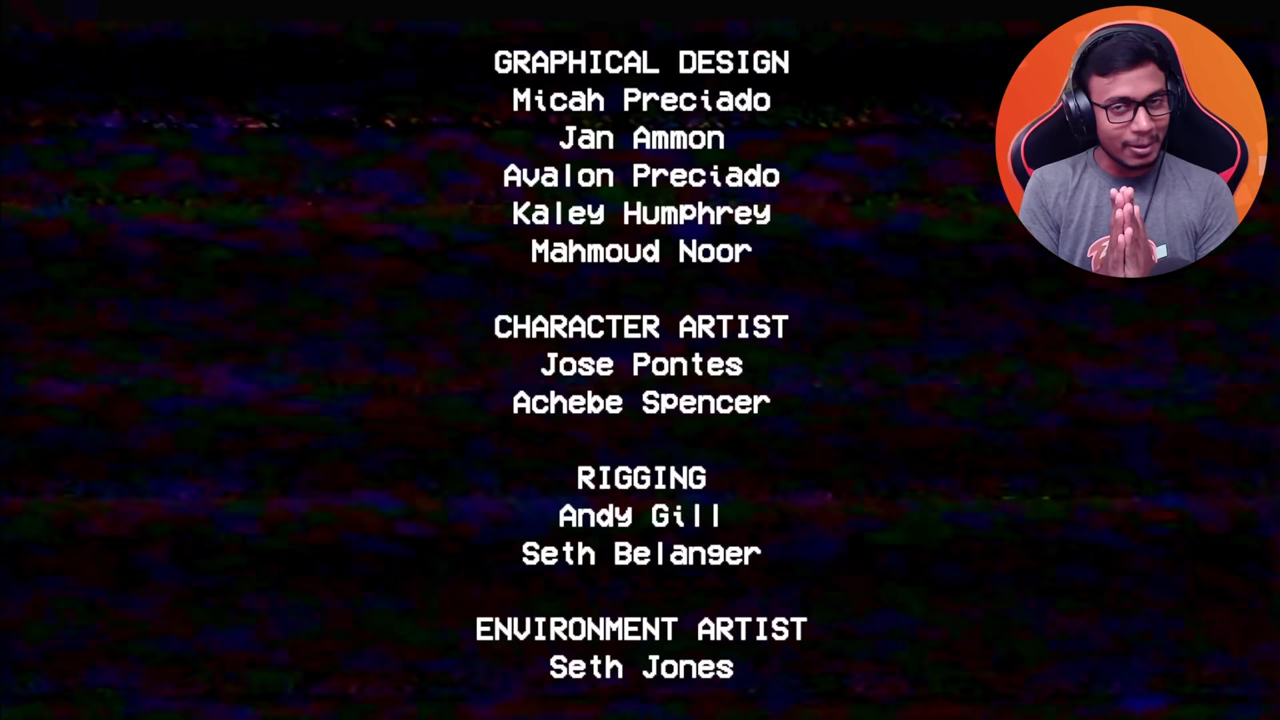 GRAPHICAL DESIGN
Micah Preciado
Jan Ammon
Avalon Preciado
Kaley Humphrey
Mahmoud Noor
CHARACTER ARTIST
Jose Pontes
Achebe Spencer
RIGGING
Andy Gill
Seth Belanger
ENVIRONMENT ARTIST
Seth Jones